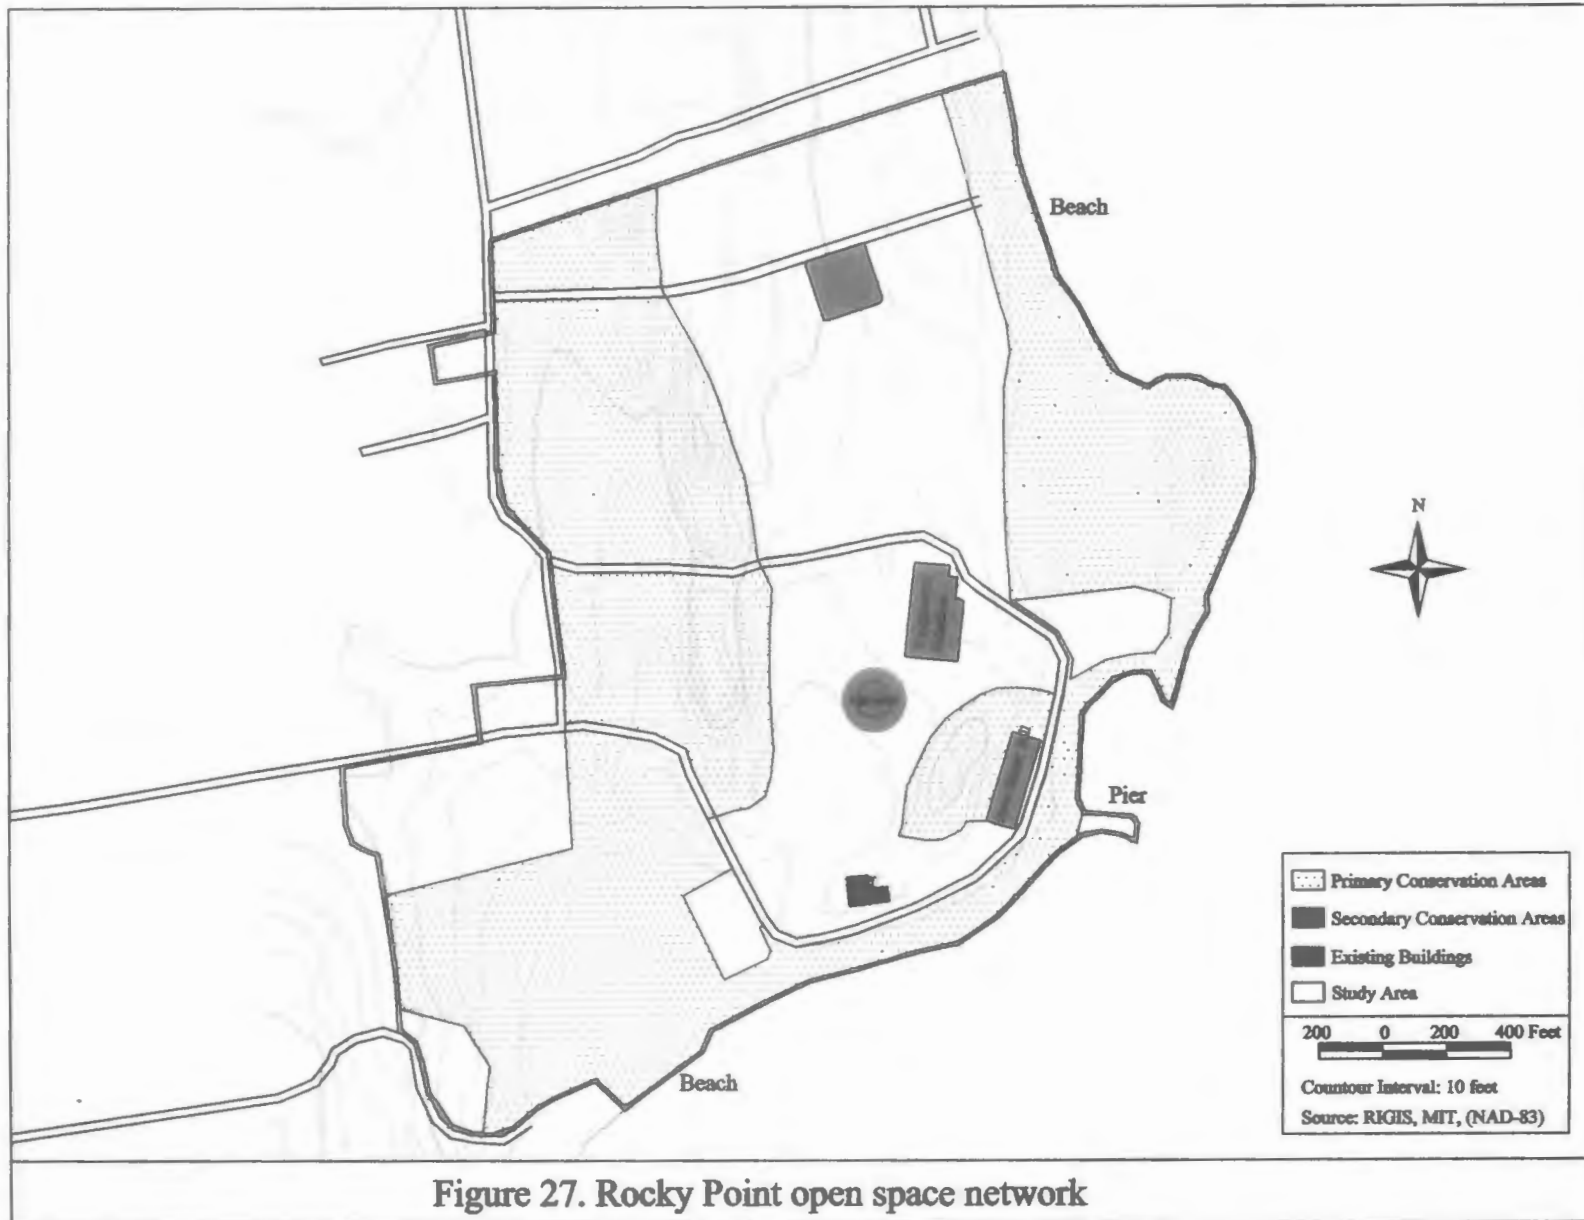 Beach
N
Pier
Primary Conservation Areas
Secondary Conservation Areas
Existing Buildings
Study Area
200 0 200 400 Feet
Countour Interval: 10 feet
Source: RIGIS, MIT, (NAD-83)
Beach
Figure 27. Rocky Point open space network